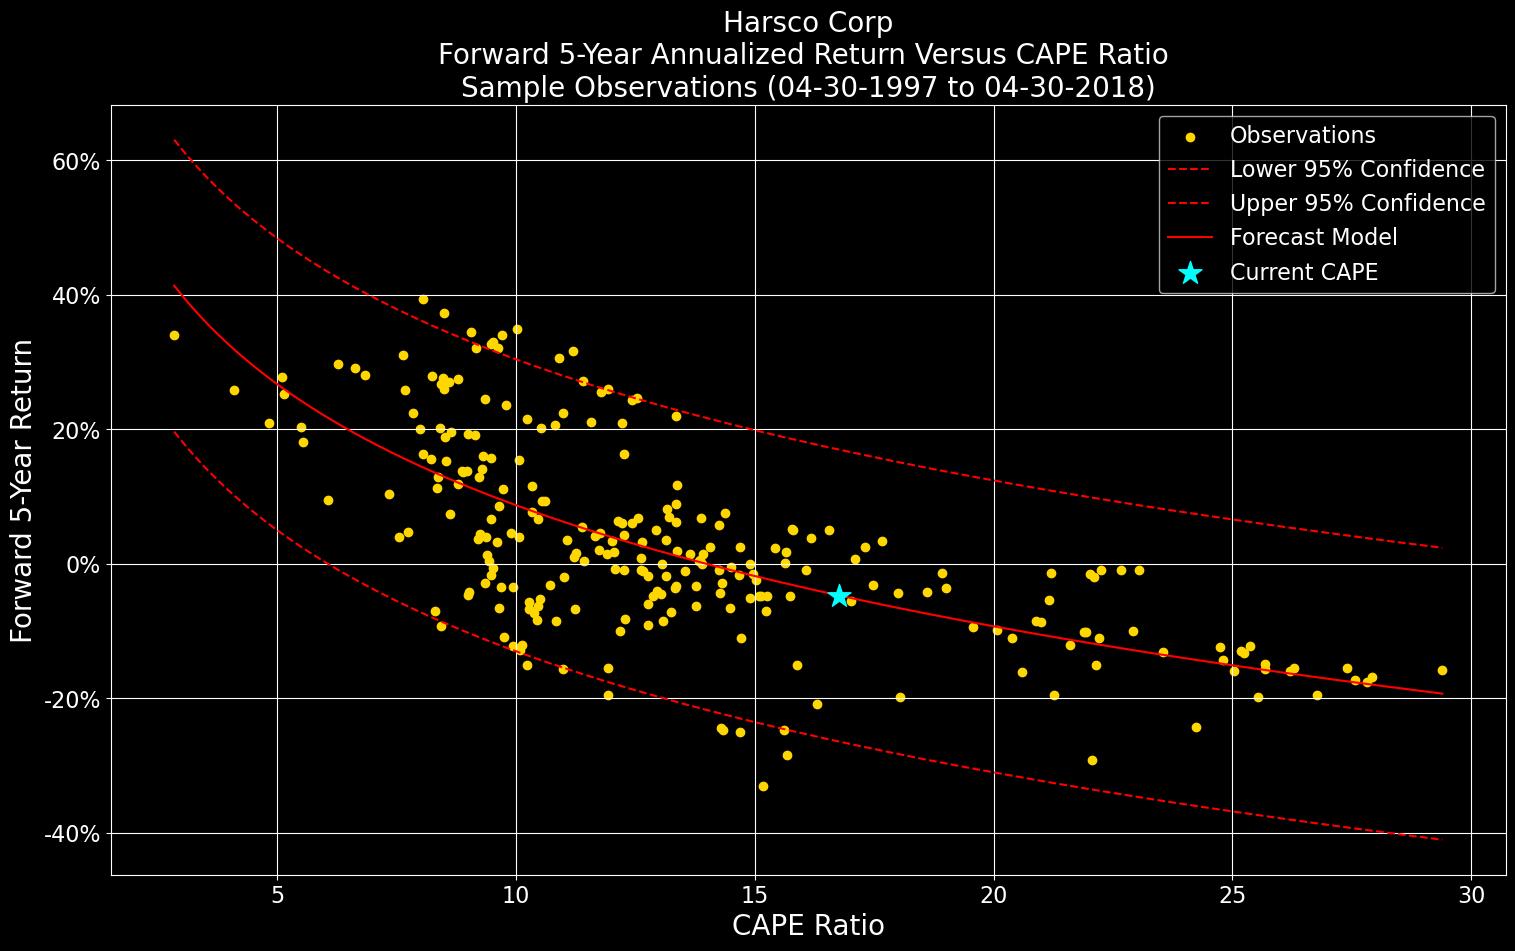 Harsco Corp
Forward 5-Year Annualized Return Versus CAPE Ratio
Sample Observations (04-30-1997 to 04-30-2018)
Observations
Lower 95% Confidence
Upper 95% Confidence
Forecast Model
Current CAPE
Forward 5-Year Return
60%
40%
20%
0%
-20%
-40%
5
10
15
20
25
30
CAPE Ratio